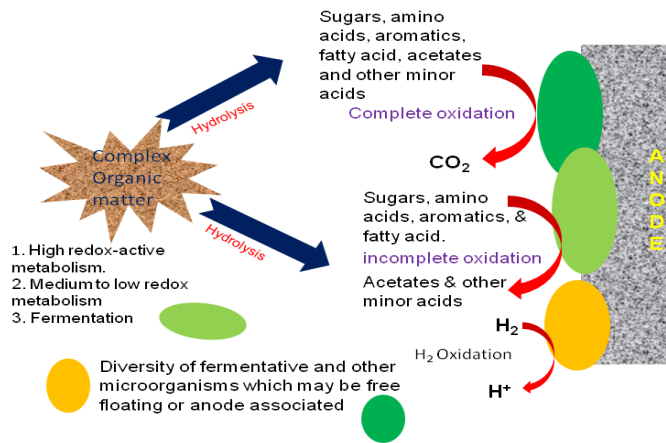 Sugars, amino
acids, aromatics,
fatty acid, acetates
and other minor
acids
Complete oxidation
CO2
Hydrolysis
Complex
Organic
matter
Hydrolysis
Sugars, amino
acids, aromatics, &
fatty acid.
incomplete oxidation
Acetates & other
minor acids
1. High redox-active
metabolism.
2. Medium to low redox
metabolism
3. Fermentation
H2
H2 Oxidation
H+
ANODE
Diversity of fermentative and other
microorganisms which may be free
floating or anode associated